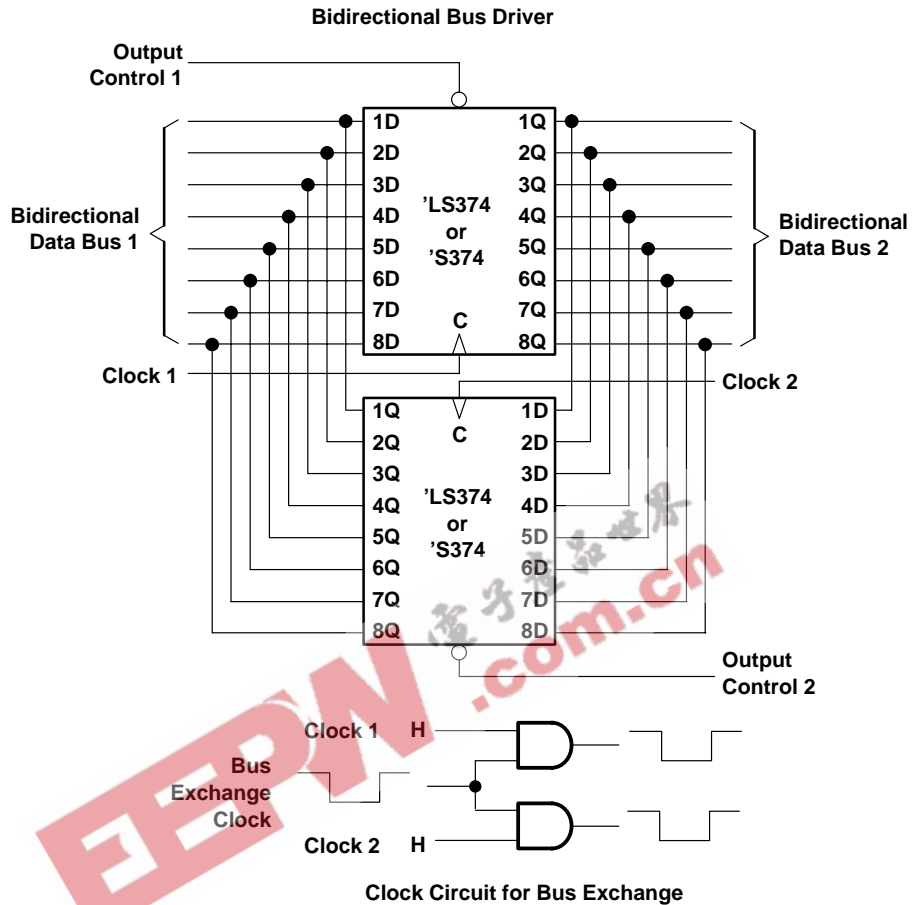 Bidirectional Bus Driver
Output
Control 1
1D 1Q
2D 2Q
3D 3Q
Bidirectional
Data Bus 1
4D 4Q
'LS374
or
'S374
Bidirectional
Data Bus 2
5D 5Q
6D 6Q
7D 7Q
C
8D 8Q
Clock 1
Clock 2
1Q 1D
C
2Q 2D
3Q 3D
4Q 4D
'LS374
or
'S374
5Q 5D
6Q 6D
7Q 7D
8Q 8D
電子產品世界
EEPW.com.cn
Output
Control 2
Clock 1 H
Bus
Exchange
Clock
Clock 2 H
Clock Circuit for Bus Exchange